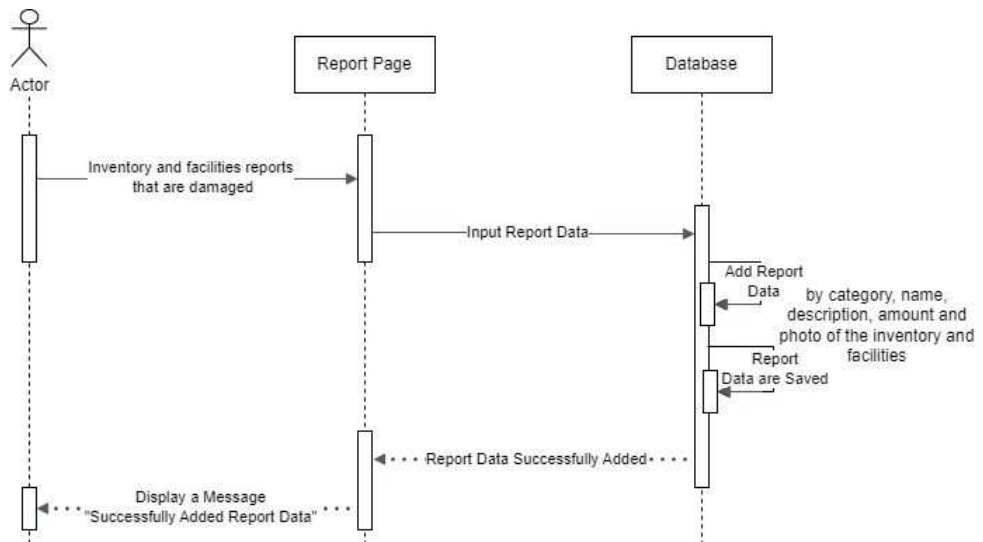 Actor
Report Page
Database
Inventory and facilities reports
that are damaged
Input Report Data
Add Report
Data
by category, name,
description, amount and
photo of the inventory and
facilities
Report
Data are Saved
Report Data Successfully Added
Display a Message
"Successfully Added Report Data"